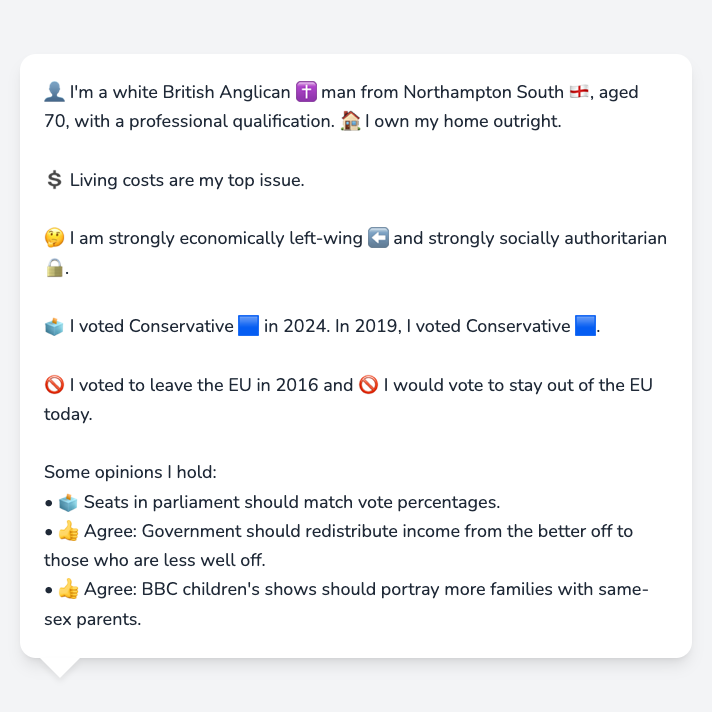 👤 I'm a white British Anglican ✝️ man from Northampton South 🏴󠁧󠁢󠁥󠁮󠁧󠁿, aged
70, with a professional qualification. 🏠 I own my home outright.
💲 Living costs are my top issue.
🤔 I am strongly economically left-wing ⬅️ and strongly socially authoritarian
🔒.
🗳️ I voted Conservative 🟦 in 2024. In 2019, I voted Conservative 🟦.
🚫 I voted to leave the EU in 2016 and 🚫 I would vote to stay out of the EU
today.
Some opinions I hold:
• 🗳️ Seats in parliament should match vote percentages.
• 👍 Agree: Government should redistribute income from the better off to
those who are less well off.
• 👍 Agree: BBC children's shows should portray more families with same-
sex parents.